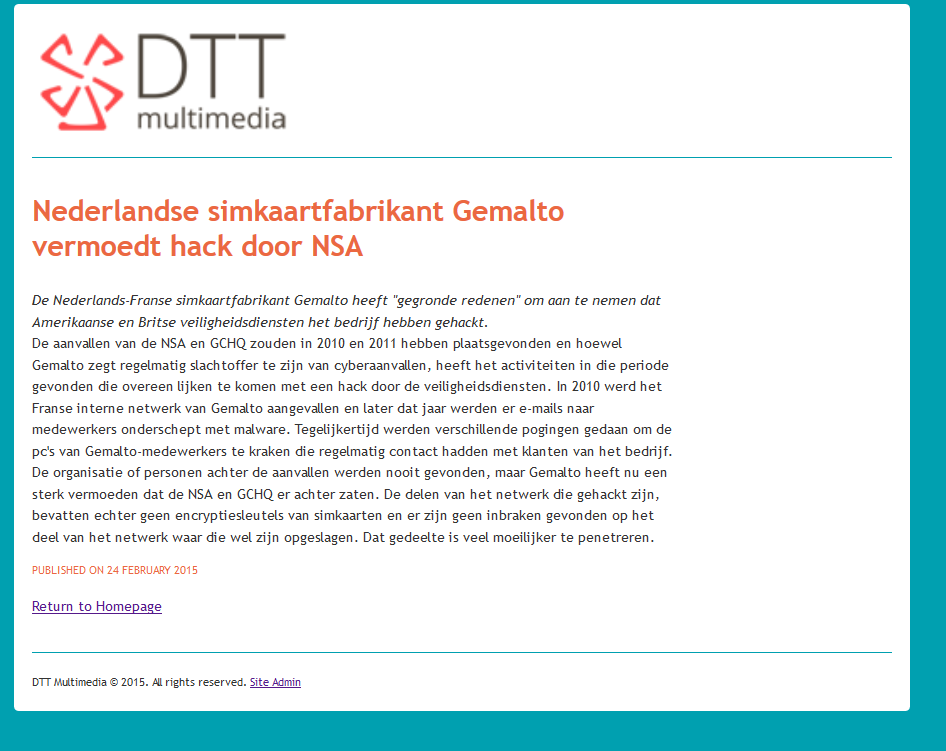 DTT
multimedia
Nederlandse simkaartfabrikant Gemalto
vermoedt hack door NSA
De Nederlands-Franse simkaartfabrikant Gemalto heeft "gegronde redenen" om aan te nemen dat
Amerikaanse en Britse veiligheidsdiensten het bedrijf hebben gehackt.
De aanvallen van de NSA en GCHQ zouden in 2010 en 2011 hebben plaatsgevonden en hoewel
Gemalto zegt regelmatig slachtoffer te zijn van cyberaanvallen, heeft het activiteiten in die periode
gevonden die overeen lijken te komen met een hack door de veiligheidsdiensten. In 2010 werd het
Franse interne netwerk van Gemalto aangevallen en later dat jaar werden er e-mails naar
medewerkers onderschept met malware. Tegelijkertijd werden verschillende pogingen gedaan om de
pc's van Gemalto-medewerkers te kraken die regelmatig contact hadden met klanten van het bedrijf.
De organisatie of personen achter de aanvallen werden nooit gevonden, maar Gemalto heeft nu een
sterk vermoeden dat de NSA en GCHQ er achter zaten. De delen van het netwerk die gehackt zijn,
bevatten echter geen encryptiesleutels van simkaarten en er zijn geen inbraken gevonden op het
deel van het netwerk waar die wel zijn opgeslagen. Dat gedeelte is veel moeilijker te penetreren.
PUBLISHED ON 24 FEBRUARY 2015
Return to Homepage
DTT Multimedia © 2015. All rights reserved. Site Admin